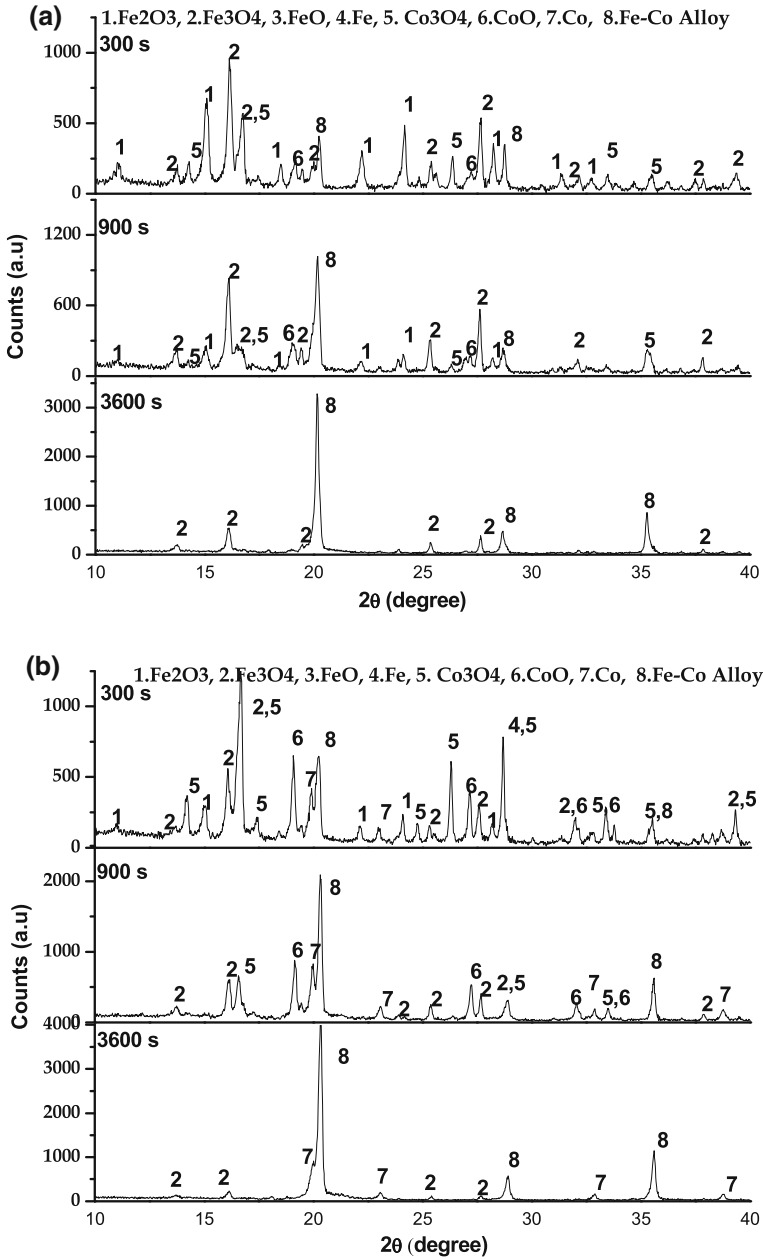 (a)
1.Fe2O3, 2.Fe3O4, 3.FeO, 4.Fe, 5. Co3O4, 6.CoO, 7.Co, 8.Fe-Co Alloy
300 s
1000
500
0
1 2 5 1 2 2,5 1 6 2 8 1 1 2 5 6 2 1 8 1 2 1 5 5 2 2
900 s
1200
600
0
1 2 5 1 2 2,5 1 6 2 8 1 1 2 5 6 2 1 8 2 5 2
3600 s
3000
2000
1000
0
2 2 2 8 2 2 8 8 2
10 15 20 25 30 35 40
2θ (degree)
Counts (a.u)
(b)
1.Fe2O3, 2.Fe3O4, 3.FeO, 4.Fe, 5. Co3O4, 6.CoO, 7.Co, 8.Fe-Co Alloy
300 s
1000
500
0
1 2 5 1 2 2,5 5 6 7 8 1 7 1 5 2 5 6 2 1 4,5 2,6 5,6 5,8 2,5
900 s
2000
1000
0
2 2 5 6 7 8 7 2 2 6 2 2,5 6 7 5,6 8 2 7
3600 s
4000
3000
2000
1000
0
2 2 7 8 7 2 2 8 7 8 7
10 15 20 25 30 35 40
2θ (degree)
Counts (a.u)